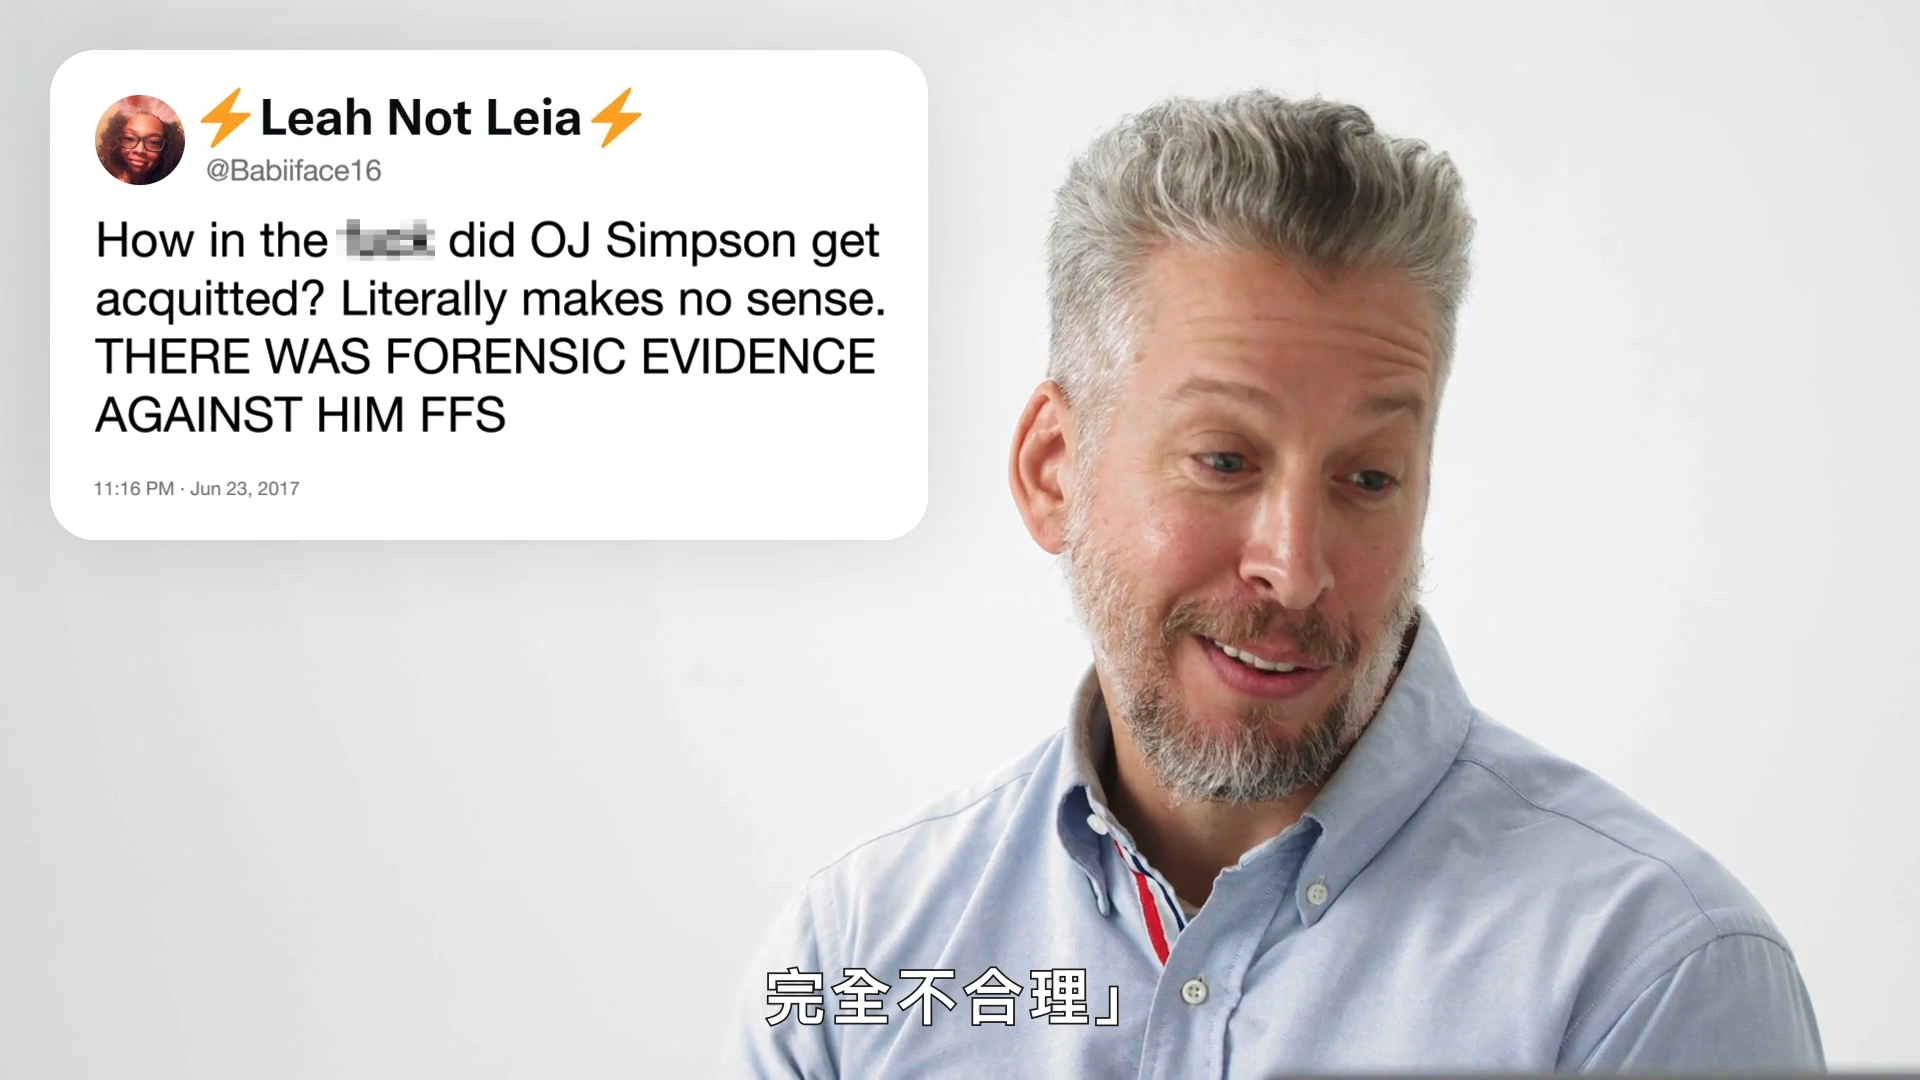 ⚡Leah Not Leia⚡
@Babiiface16
How in the did OJ Simpson get
acquitted? Literally makes no sense.
THERE WAS FORENSIC EVIDENCE
AGAINST HIM FFS
11:16 PM · Jun 23, 2017
完全不合理」